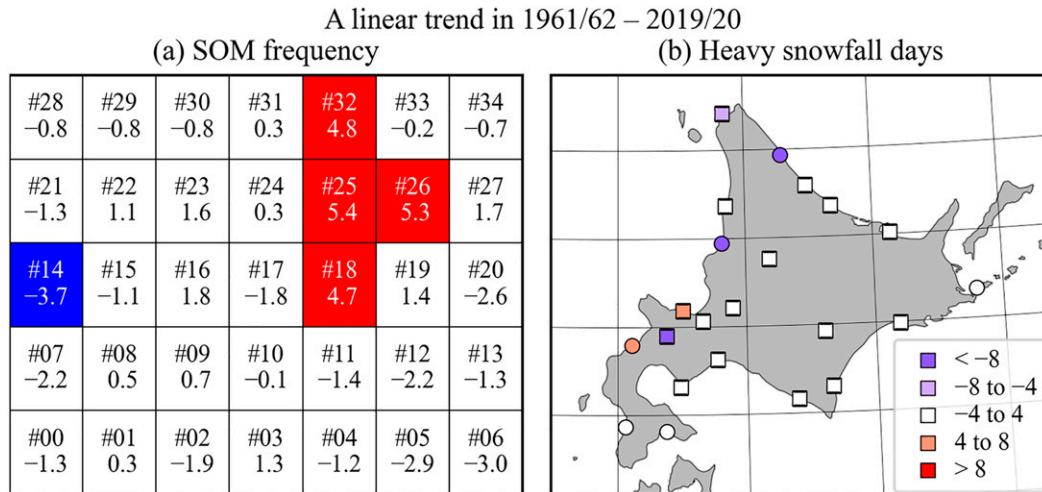 A linear trend in 1961/62 – 2019/20
(a) SOM frequency
#28 #29 #30 #31 #32 #33 #34
−0.8 −0.8 −0.8 0.3 4.8 −0.2 −0.7
#21 #22 #23 #24 #25 #26 #27
−1.3 1.1 1.6 0.3 5.4 5.3 1.7
#14 #15 #16 #17 #18 #19 #20
−3.7 −1.1 1.8 −1.8 4.7 1.4 −2.6
#07 #08 #09 #10 #11 #12 #13
−2.2 0.5 0.7 −0.1 −1.4 −2.2 −1.3
#00 #01 #02 #03 #04 #05 #06
−1.3 0.3 −1.9 1.3 −1.2 −2.9 −3.0
(b) Heavy snowfall days
< −8
−8 to −4
−4 to 4
4 to 8
> 8